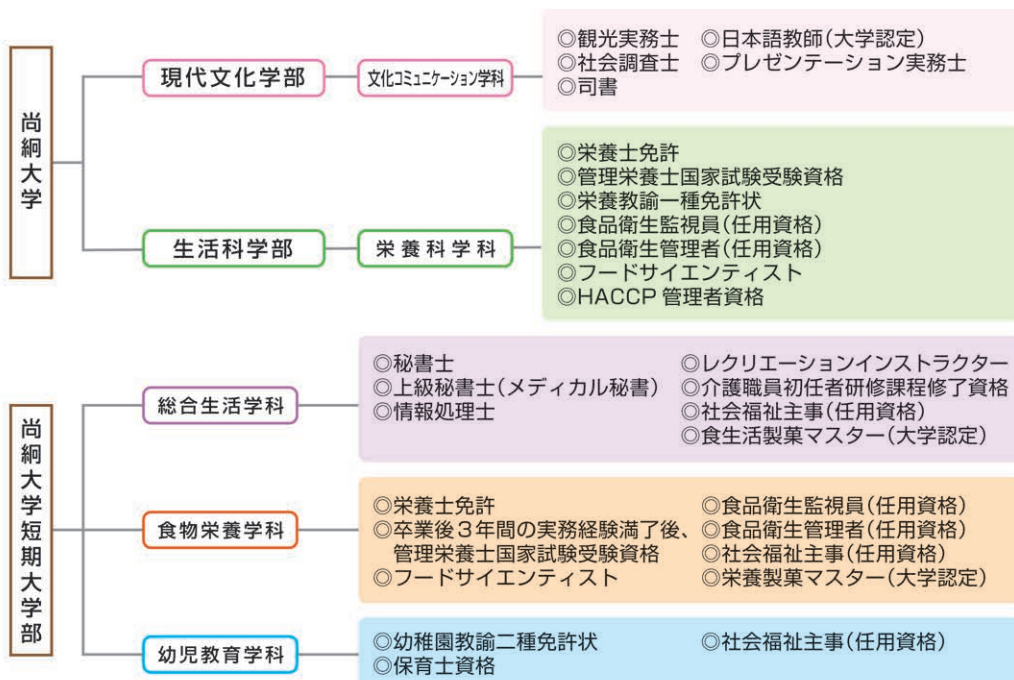 尚絅大学
現代文化学部
文化コミュニケーション学科
◎観光実務士 ◎日本語教師(大学認定)
◎社会調査士 ◎プレゼンテーション実務士
◎司書
生活科学部
栄養科学科
◎栄養士免許
◎管理栄養士国家試験受験資格
◎栄養教諭一種免許状
◎食品衛生監視員(任用資格)
◎食品衛生管理者(任用資格)
◎フードサイエンティスト
◎HACCP 管理者資格
尚絅大学短期大学部
総合生活学科
◎秘書士
◎上級秘書士(メディカル秘書)
◎情報処理士
◎レクリエーションインストラクター
◎介護職員初任者研修課程修了資格
◎社会福祉主事(任用資格)
◎食生活製菓マスター(大学認定)
食物栄養学科
◎栄養士免許
◎卒業後3年間の実務経験満了後、
管理栄養士国家試験受験資格
◎フードサイエンティスト
◎食品衛生監視員(任用資格)
◎食品衛生管理者(任用資格)
◎社会福祉主事(任用資格)
◎栄養製菓マスター(大学認定)
幼児教育学科
◎幼稚園教諭二種免許状
◎保育士資格
◎社会福祉主事(任用資格)